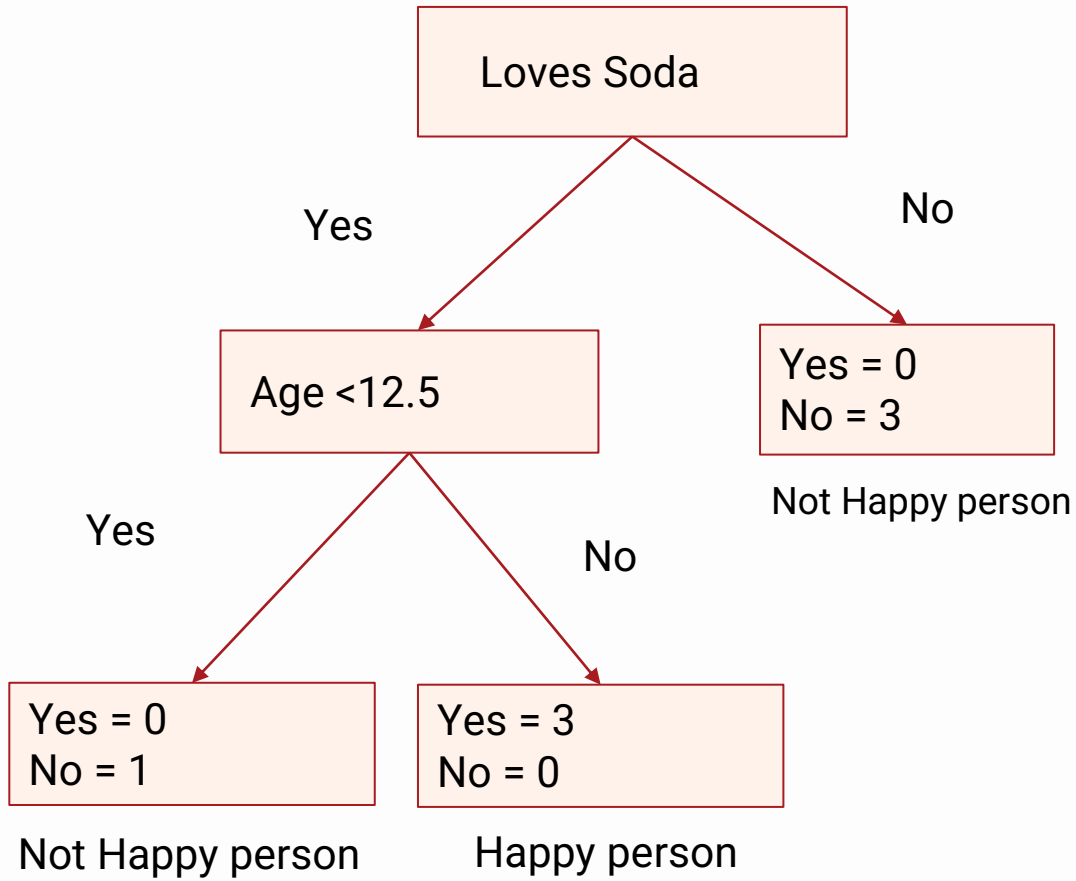 Loves Soda
Yes
No
Age <12.5
Yes = 0
No = 3
Not Happy person
Yes
No
Yes = 0
No = 1
Yes = 3
No = 0
Not Happy person
Happy person